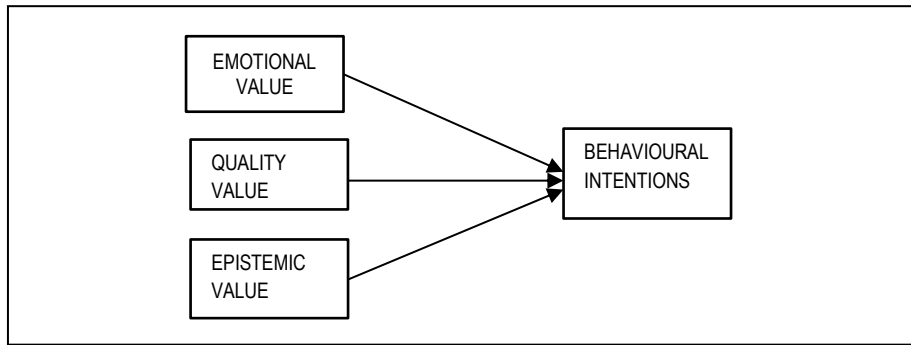 EMOTIONAL
VALUE
QUALITY
VALUE
EPISTEMIC
VALUE
BEHAVIOURAL
INTENTIONS